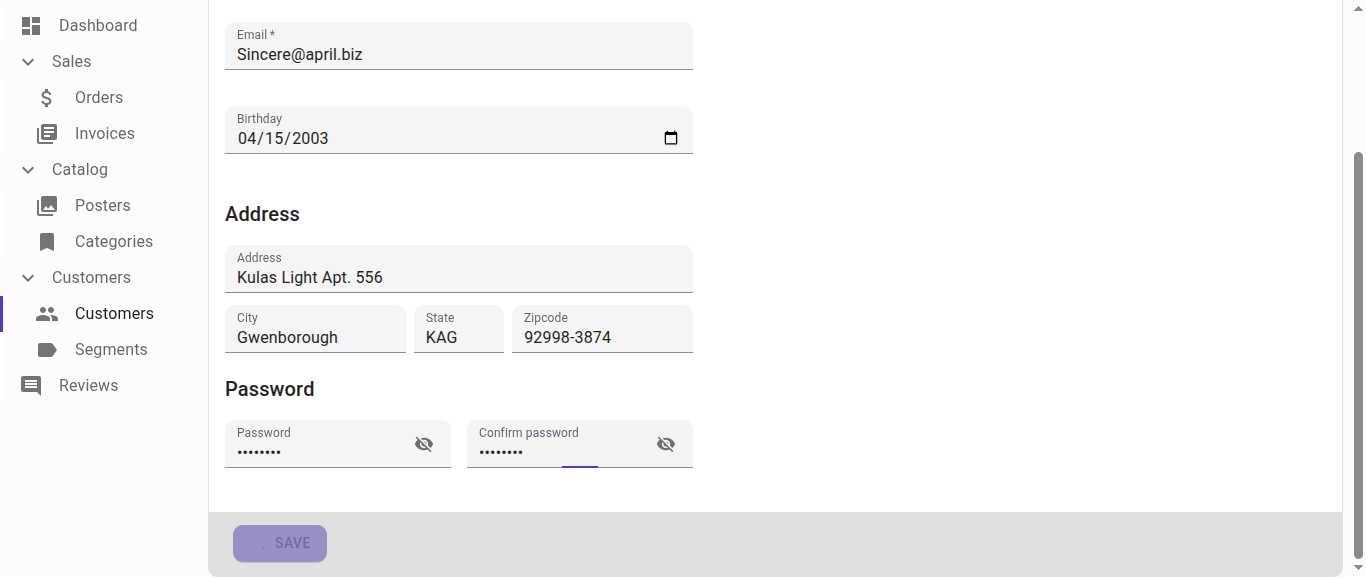 Dashboard
Sales
Orders
Invoices
Catalog
Posters
Categories
Customers
Customers
Segments
Reviews
Email *
Sincere@april.biz
Birthday
04/15/2003
Address
Address
Kulas Light Apt. 556
City
Gwenborough
State
KAG
Zipcode
92998-3874
Password
Password
••••••••
Confirm password
••••••••
SAVE